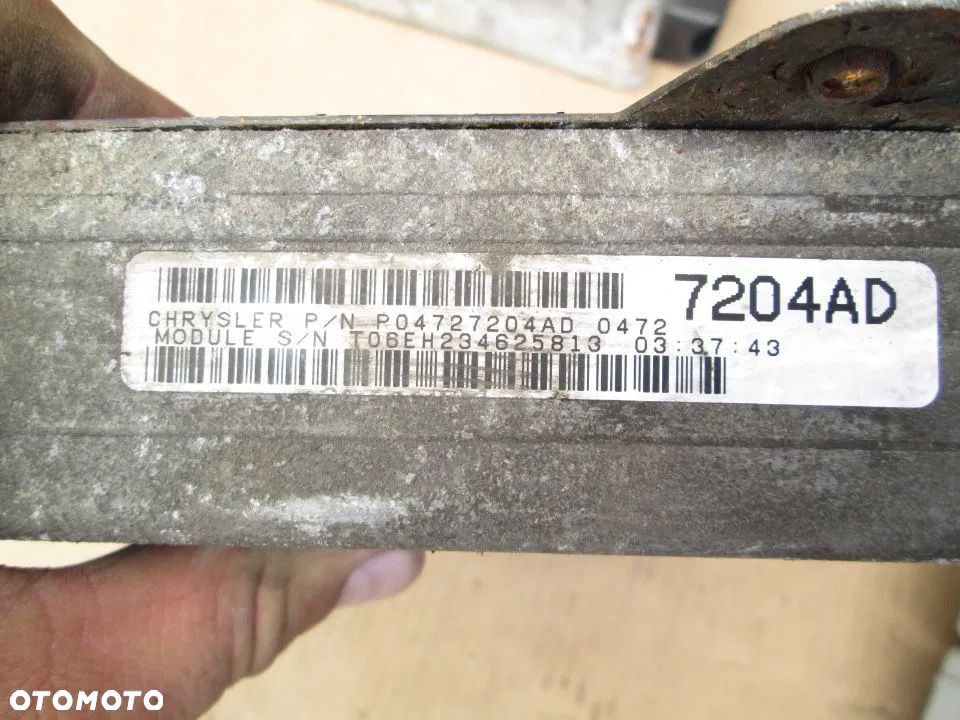 7204AD
CHRYSLER P/N P04727204AD 0472
MODULE S/N T06EH234625813 03:37:43
OTOMOTO